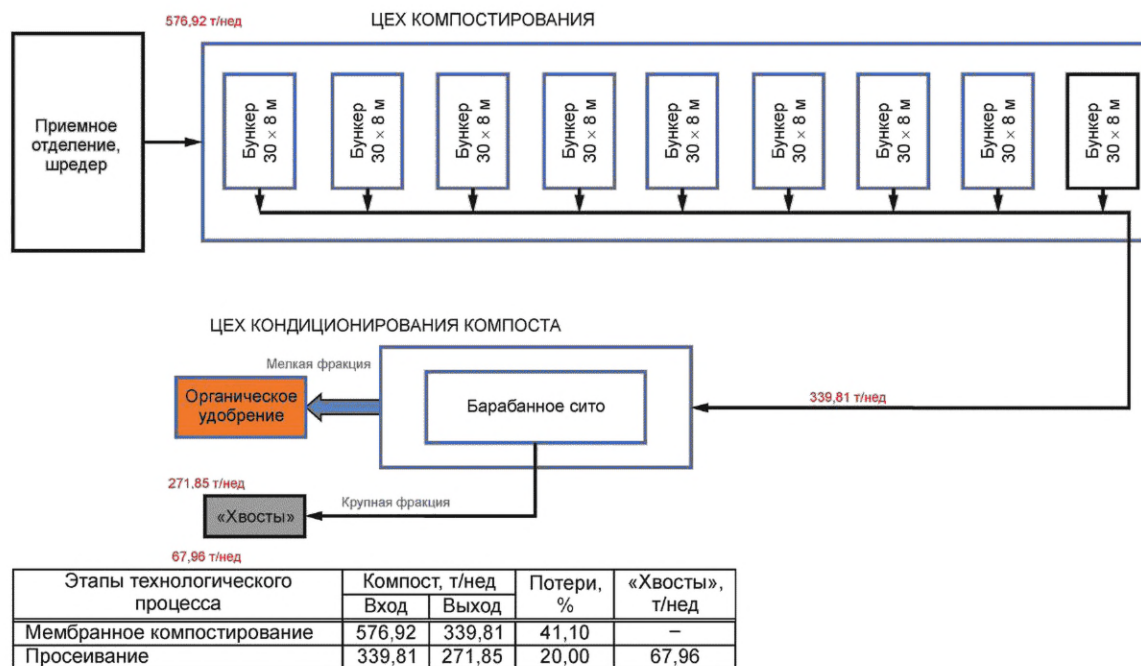 576,92 т/нед
ЦЕХ КОМПОСТИРОВАНИЯ
Приемное
отделение,
шредер
Бункер
30 × 8 м
Бункер
30 × 8 м
Бункер
30 × 8 м
Бункер
30 × 8 м
Бункер
30 × 8 м
Бункер
30 × 8 м
Бункер
30 × 8 м
Бункер
30 × 8 м
Бункер
30 × 8 м
ЦЕХ КОНДИЦИОНИРОВАНИЯ КОМПОСТА
Мелкая фракция
Органическое
удобрение
Барабанное сито
339,81 т/нед
271,85 т/нед
Крупная фракция
«Хвосты»
67,96 т/нед
Этапы технологического процесса | Компост, т/нед | Потери, % | «Хвосты», т/нед
Вход | Выход
Мембранное компостирование | 576,92 | 339,81 | 41,10 | –
Просеивание | 339,81 | 271,85 | 20,00 | 67,96